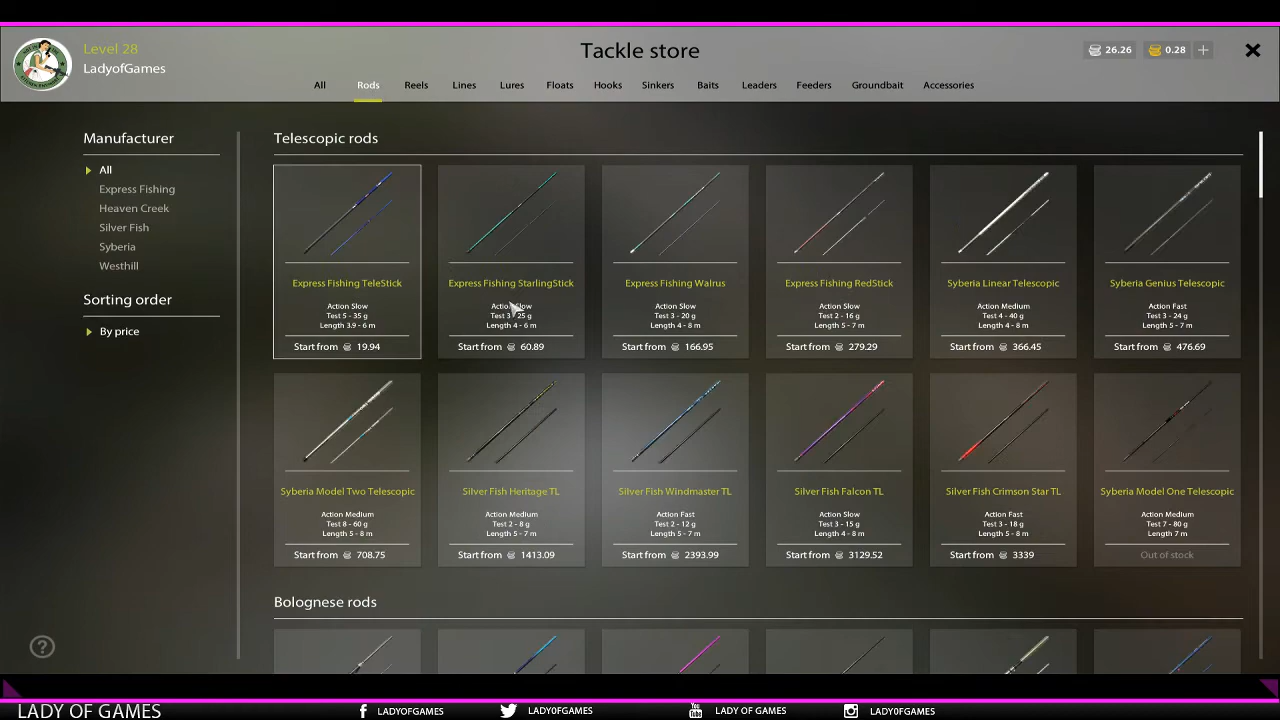 Level 28
LadyofGames
Tackle store
26.26
0.28
All Rods Reels Lines Lures Floats Hooks Sinkers Baits Leaders Feeders Groundbait Accessories
Manufacturer
All
Express Fishing
Heaven Creek
Silver Fish
Syberia
Westhill
Sorting order
By price
Telescopic rods
Express Fishing TeleStick
Action Slow
Test 5 - 35 g
Length 3.9 - 6 m
Start from 19.94
Express Fishing StarlingStick
Action Slow
Test 3 - 25 g
Length 4 - 6 m
Start from 60.89
Express Fishing Walrus
Action Slow
Test 3 - 20 g
Length 4 - 8 m
Start from 166.95
Express Fishing RedStick
Action Slow
Test 2 - 16 g
Length 5 - 7 m
Start from 279.29
Syberia Linear Telescopic
Action Medium
Test 4 - 40 g
Length 4 - 8 m
Start from 366.45
Syberia Genius Telescopic
Action Fast
Test 3 - 24 g
Length 5 - 7 m
Start from 476.69
Syberia Model Two Telescopic
Action Medium
Test 8 - 60 g
Length 5 - 8 m
Start from 708.75
Silver Fish Heritage TL
Action Medium
Test 2 - 8 g
Length 5 - 7 m
Start from 1413.09
Silver Fish Windmaster TL
Action Fast
Test 2 - 12 g
Length 5 - 7 m
Start from 2393.99
Silver Fish Falcon TL
Action Slow
Test 3 - 15 g
Length 4 - 8 m
Start from 3129.52
Silver Fish Crimson Star TL
Action Fast
Test 3 - 18 g
Length 5 - 8 m
Start from 3339
Syberia Model One Telescopic
Action Medium
Test 7 - 80 g
Length 7 m
Out of stock
Bolognese rods
LADY OF GAMES
LADYOFGAMES
LADY0FGAMES
LADY OF GAMES
LADY0FGAMES